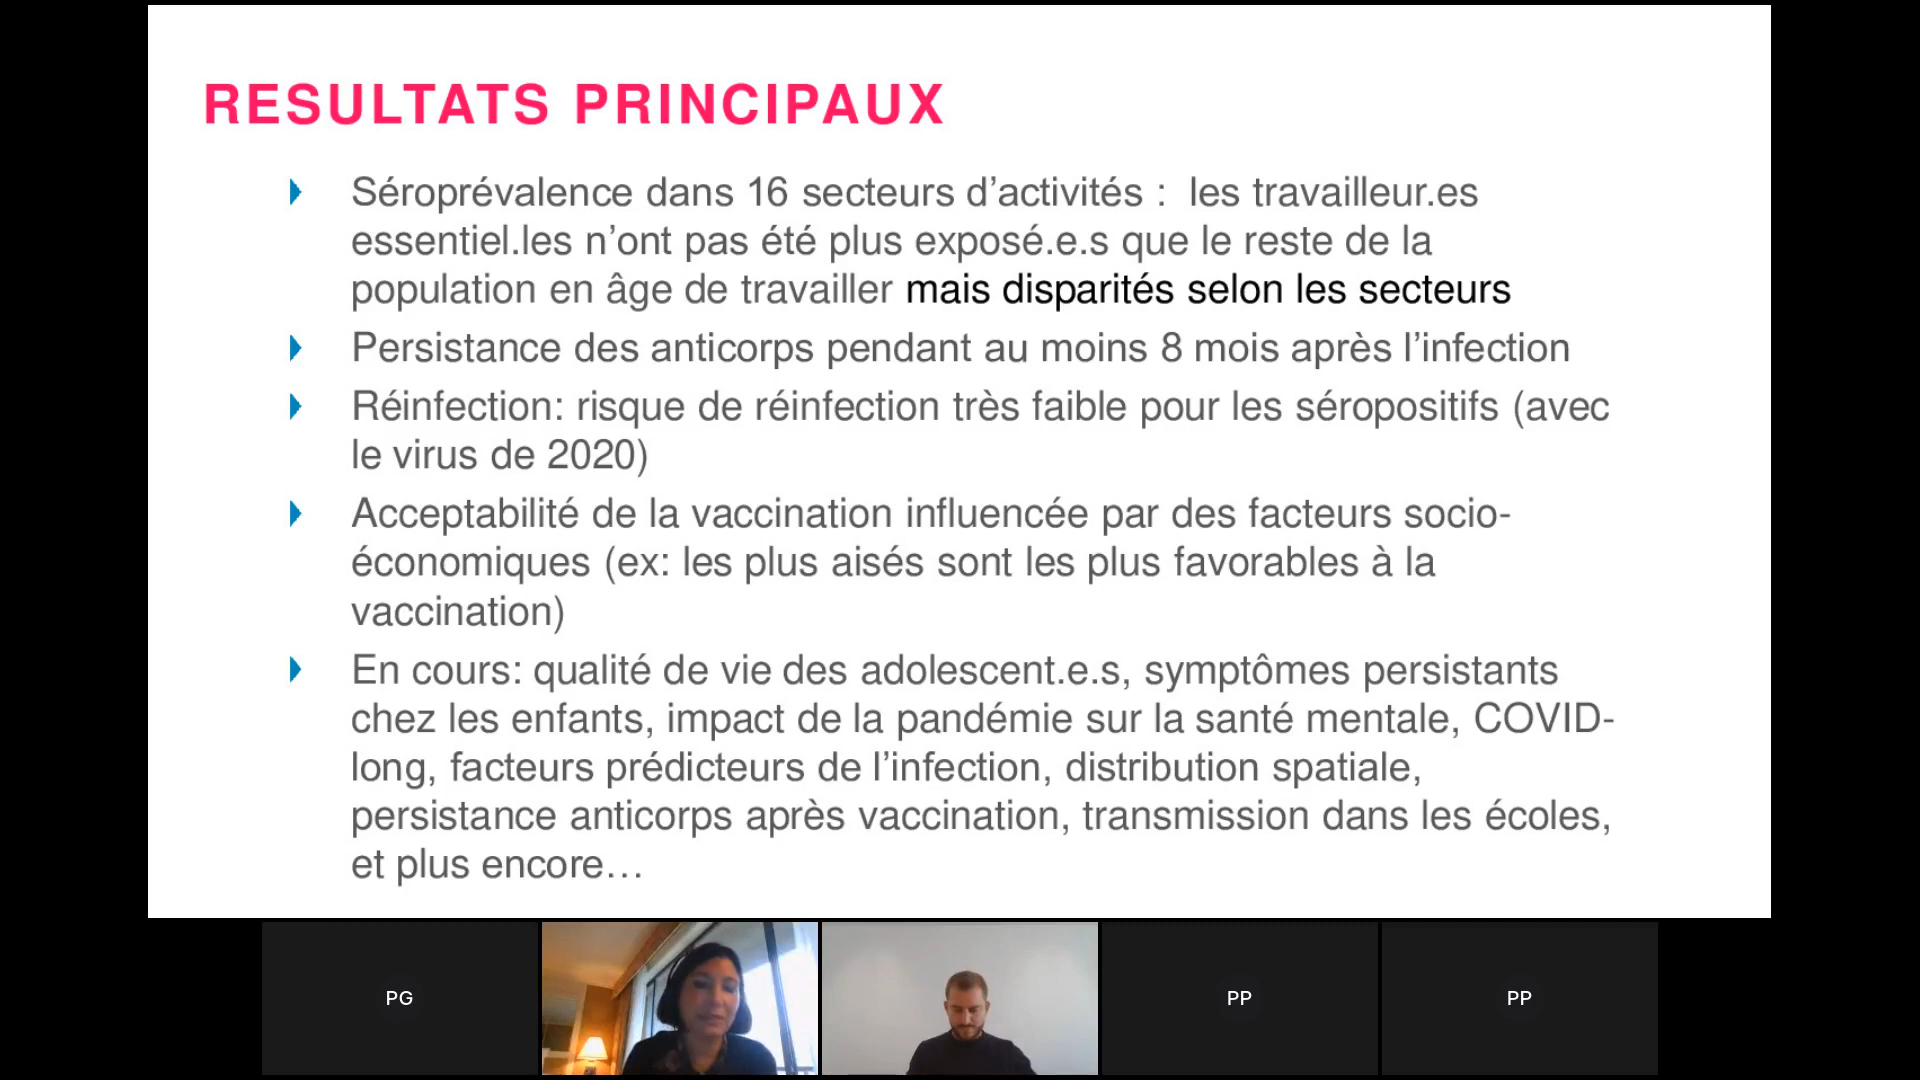 RESULTATS PRINCIPAUX
Séroprévalence dans 16 secteurs d’activités :  les travailleur.es
essentiel.les n’ont pas été plus exposé.e.s que le reste de la
population en âge de travailler mais disparités selon les secteurs
Persistance des anticorps pendant au moins 8 mois après l’infection
Réinfection: risque de réinfection très faible pour les séropositifs (avec
le virus de 2020)
Acceptabilité de la vaccination influencée par des facteurs socio-
économiques (ex: les plus aisés sont les plus favorables à la
vaccination)
En cours: qualité de vie des adolescent.e.s, symptômes persistants
chez les enfants, impact de la pandémie sur la santé mentale, COVID-
long, facteurs prédicteurs de l’infection, distribution spatiale,
persistance anticorps après vaccination, transmission dans les écoles,
et plus encore…
PG
PP
PP